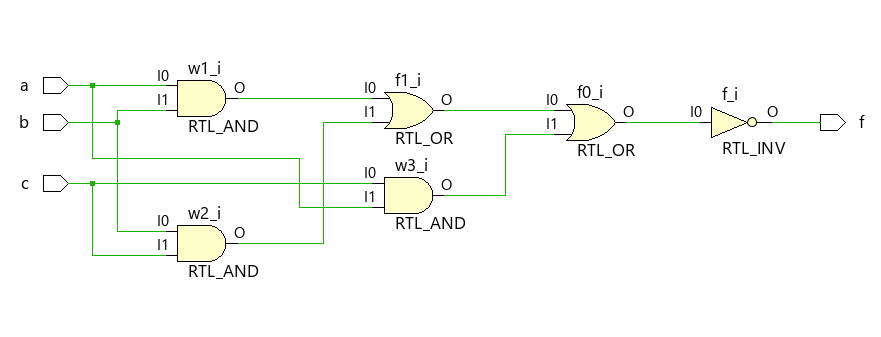 a
b
c
w1_i
I0
I1
O
RTL_AND
w2_i
I0
I1
O
RTL_AND
f1_i
I0
I1
O
RTL_OR
w3_i
I0
I1
O
RTL_AND
f0_i
I0
I1
O
RTL_OR
f_i
I0
O
RTL_INV
f